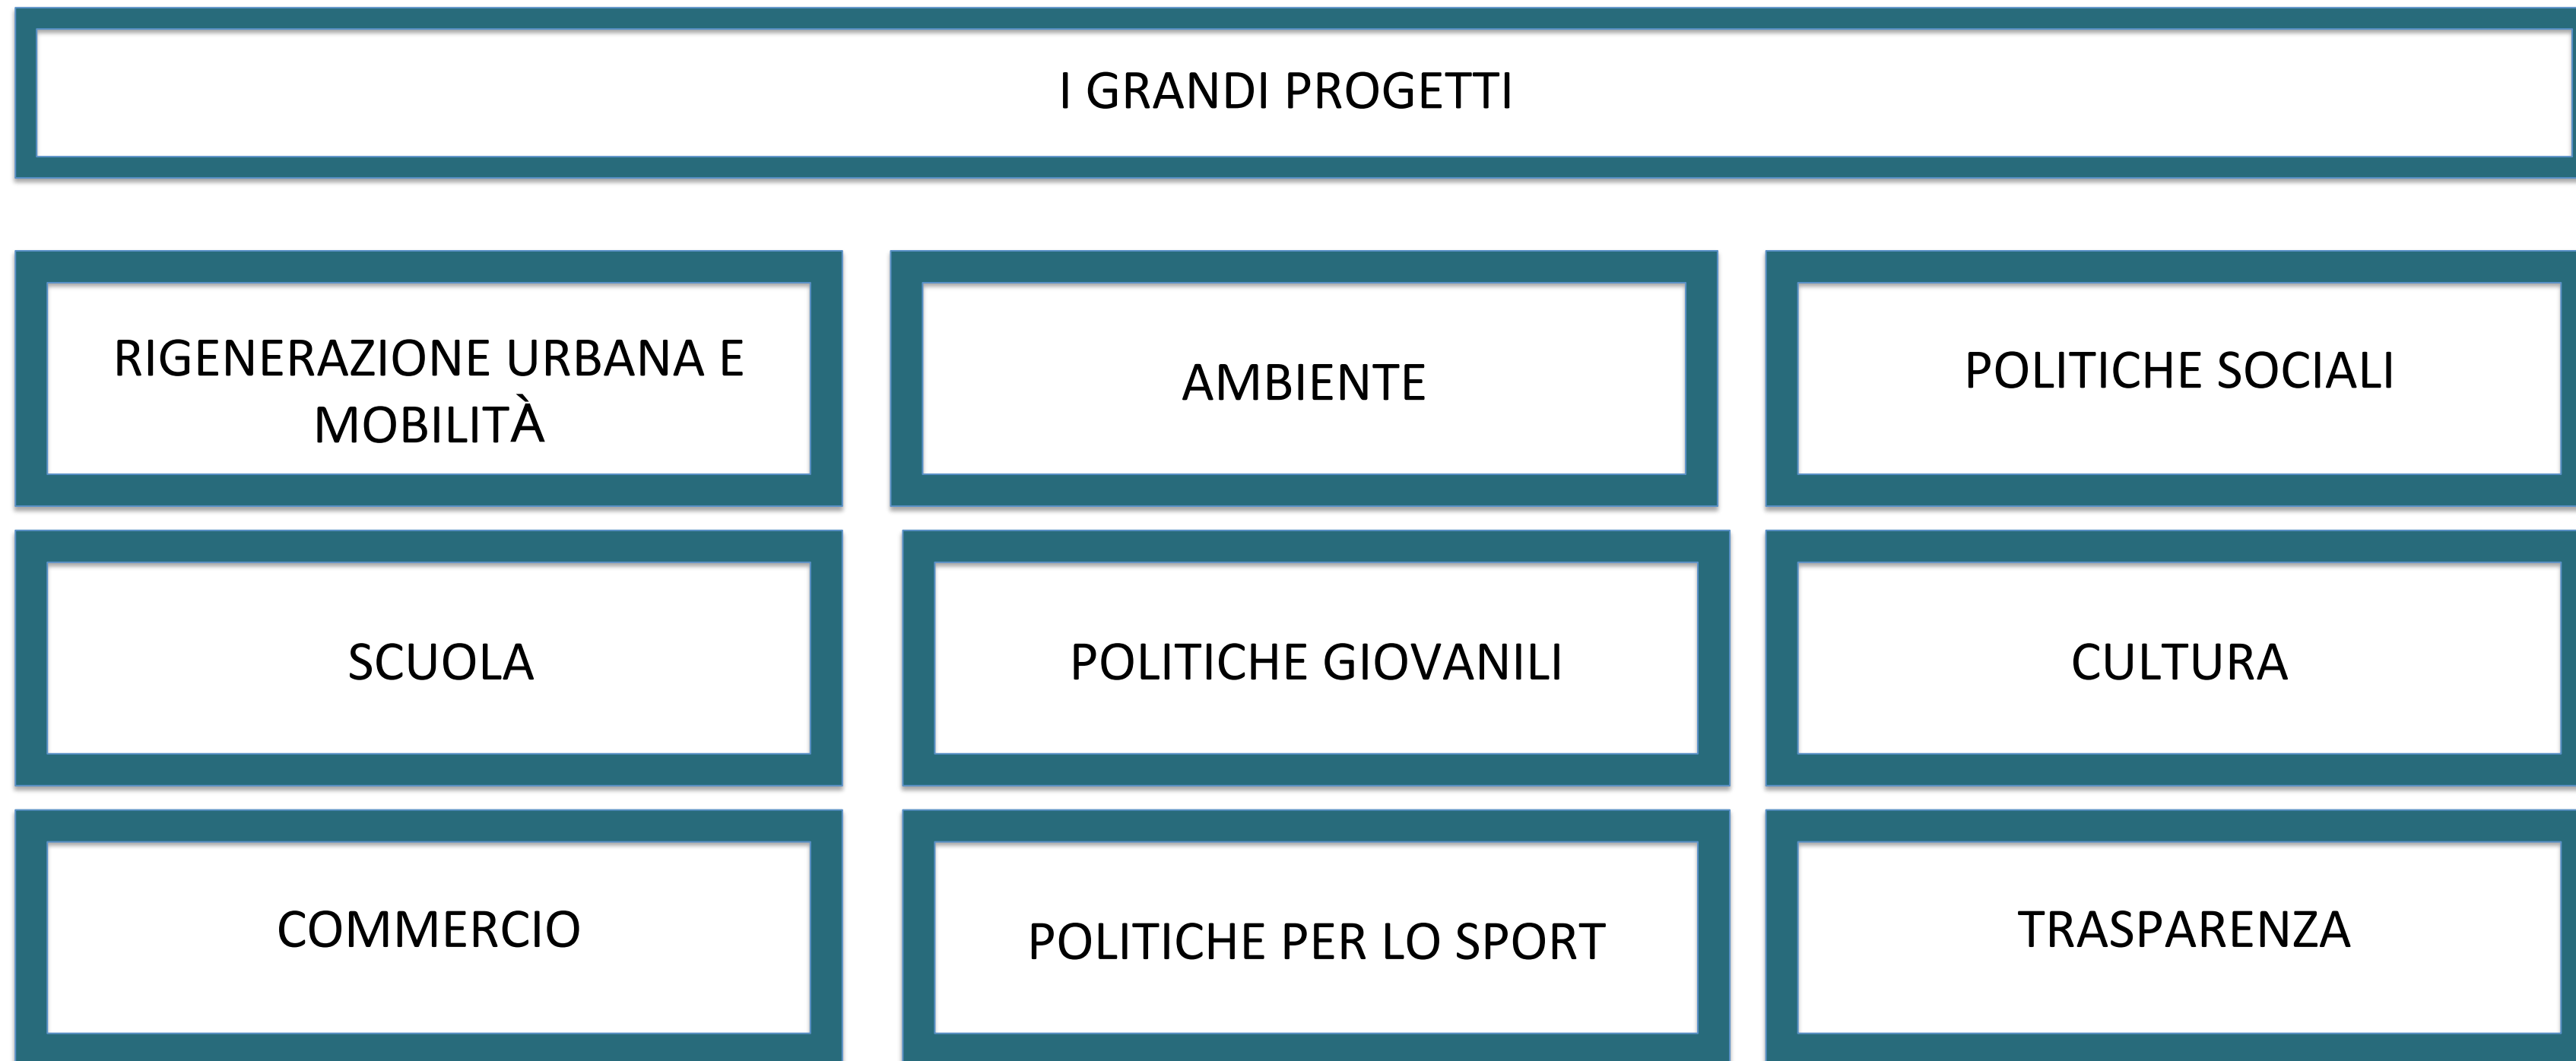 I GRANDI PROGETTI
RIGENERAZIONE URBANA E
MOBILITÀ
AMBIENTE
POLITICHE SOCIALI
SCUOLA
POLITICHE GIOVANILI
CULTURA
COMMERCIO
POLITICHE PER LO SPORT
TRASPARENZA